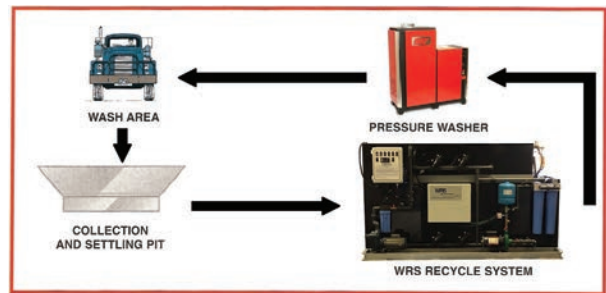 WASH AREA
PRESSURE WASHER
COLLECTION
AND SETTLING PIT
WRS RECYCLE SYSTEM